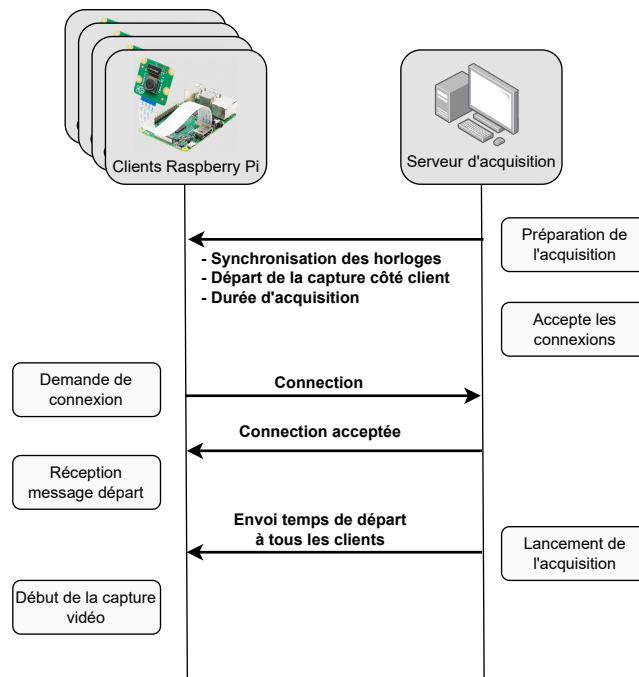 Clients Raspberry Pi
Serveur d'acquisition
Préparation de
l'acquisition
- Synchronisation des horloges
- Départ de la capture côté client
- Durée d'acquisition
Accepte les
connexions
Demande de
connexion
Connection
Connection acceptée
Réception
message départ
Envoi temps de départ
à tous les clients
Lancement de
l'acquisition
Début de la capture
vidéo